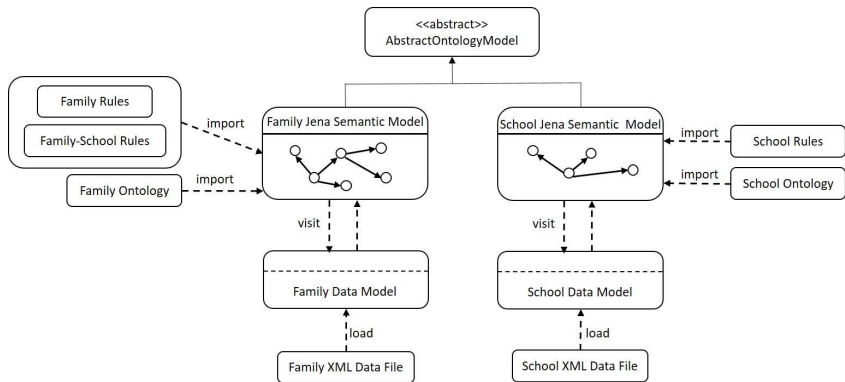 <<abstract>>
AbstractOntologyModel
Family Rules
Family-School Rules
import
Family Ontology
import
Family Jena Semantic Model
School Jena Semantic Model
import
School Rules
import
School Ontology
visit
visit
Family Data Model
School Data Model
load
load
Family XML Data File
School XML Data File